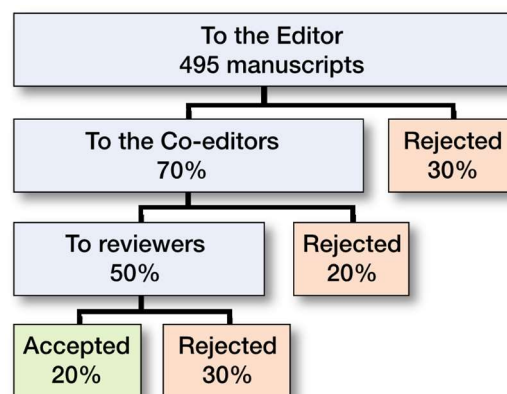 To the Editor
495 manuscripts
To the Co-editors
70%
Rejected
30%
To reviewers
50%
Rejected
20%
Accepted
20%
Rejected
30%